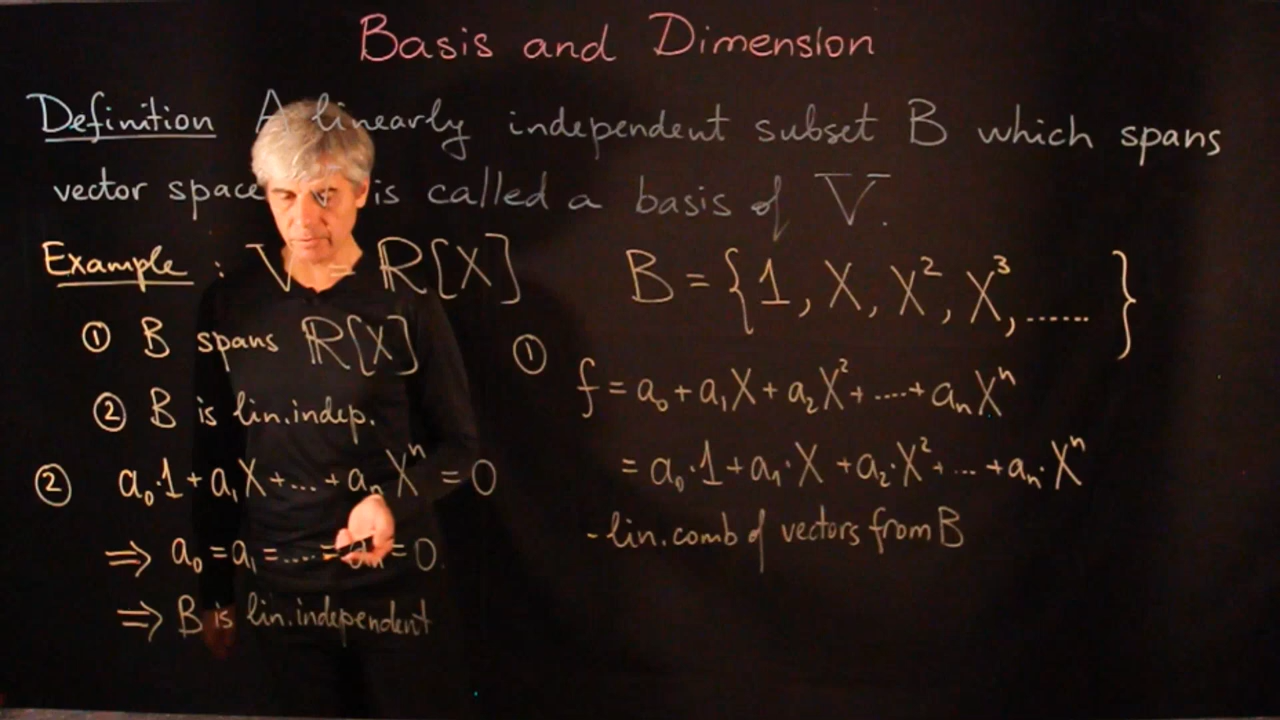 Basis and Dimension
Definition A linearly independent subset B which spans
vector space V is called a basis of V.
Example : V = R[X] B = {1, X, X², X³, ...... }
① B spans ℝ[X]
② B is lin.indep.
① f = a₀ + a₁X + a₂X² + .... + aₙXⁿ
= a₀·1 + a₁·X + a₂·X² + ... + aₙ·Xⁿ
- lin.comb of vectors from B
② a₀·1 + a₁X + ... + aₙXⁿ = 0
⇒ a₀ = a₁ = .... = aₙ = 0.
⇒ B is lin.independent